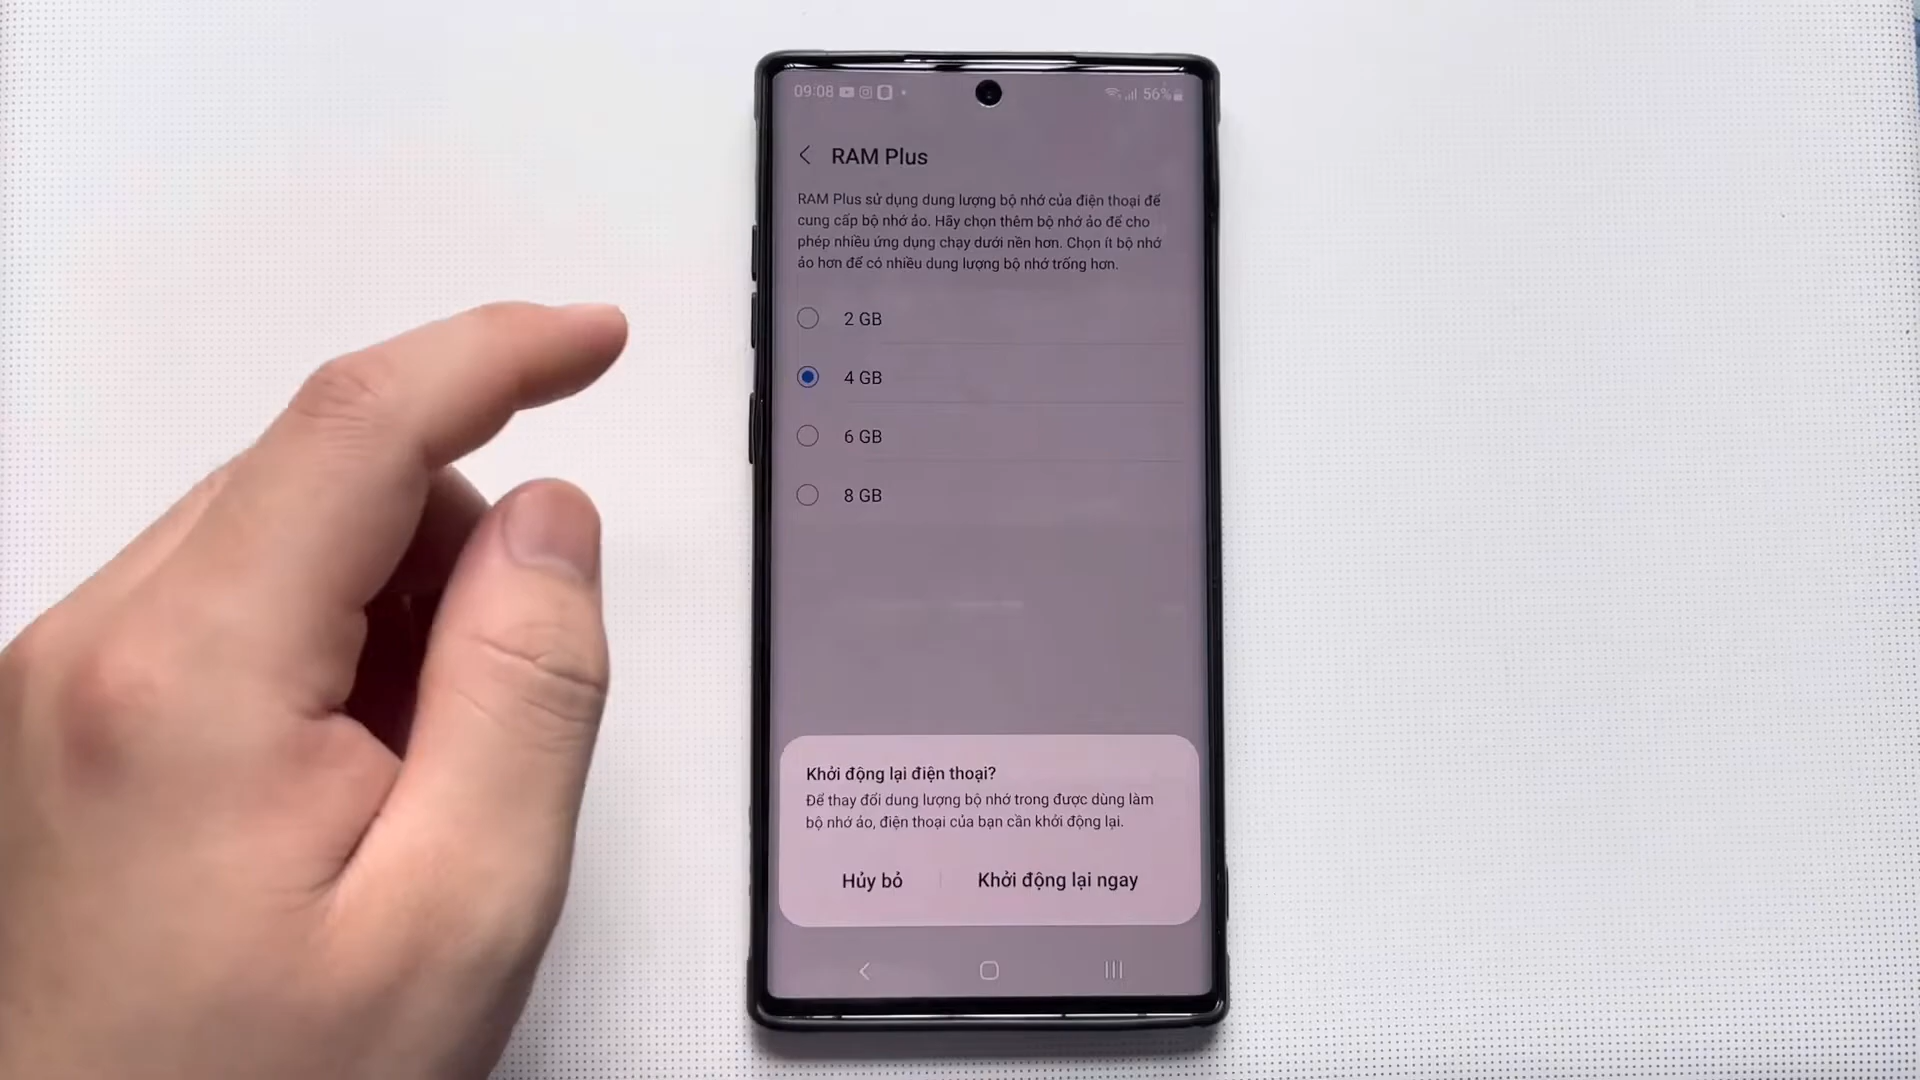 09:08
56%
RAM Plus
RAM Plus sử dụng dung lượng bộ nhớ của điện thoại để
cung cấp bộ nhớ ảo. Hãy chọn thêm bộ nhớ ảo để cho
phép nhiều ứng dụng chạy dưới nền hơn. Chọn ít bộ nhớ
ảo hơn để có nhiều dung lượng bộ nhớ trống hơn.
2 GB
4 GB
6 GB
8 GB
Khởi động lại điện thoại?
Để thay đổi dung lượng bộ nhớ trong được dùng làm
bộ nhớ ảo, điện thoại của bạn cần khởi động lại.
Hủy bỏ
Khởi động lại ngay